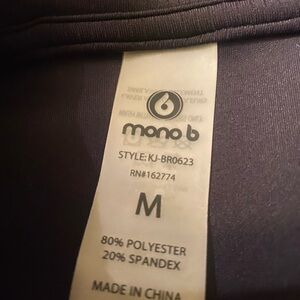 mono b
STYLE: KJ-BR0623
RN#162774
M
80% POLYESTER
20% SPANDEX
MADE IN CHINA